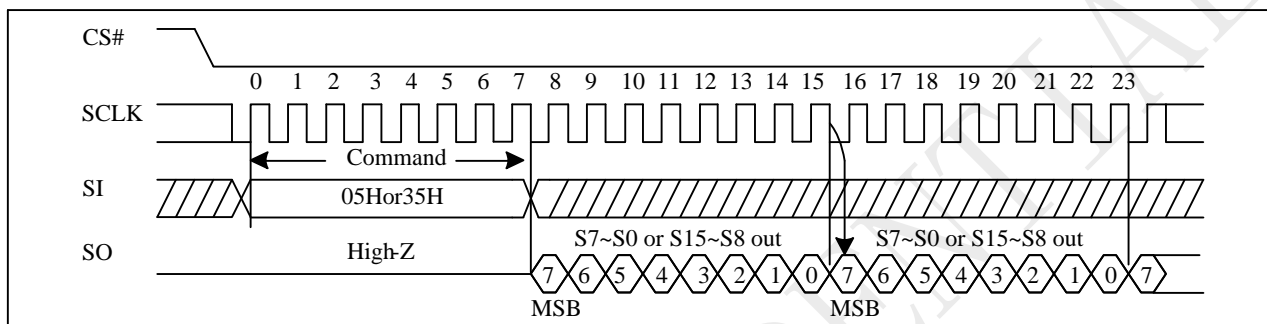 CS#
0 1 2 3 4 5 6 7 8 9 10 11 12 13 14 15 16 17 18 19 20 21 22 23
SCLK
Command
SI
05Hor35H
SO
High-Z
S7~S0 or S15~S8 out
S7~S0 or S15~S8 out
7 6 5 4 3 2 1 0 7 6 5 4 3 2 1 0 7
MSB
MSB